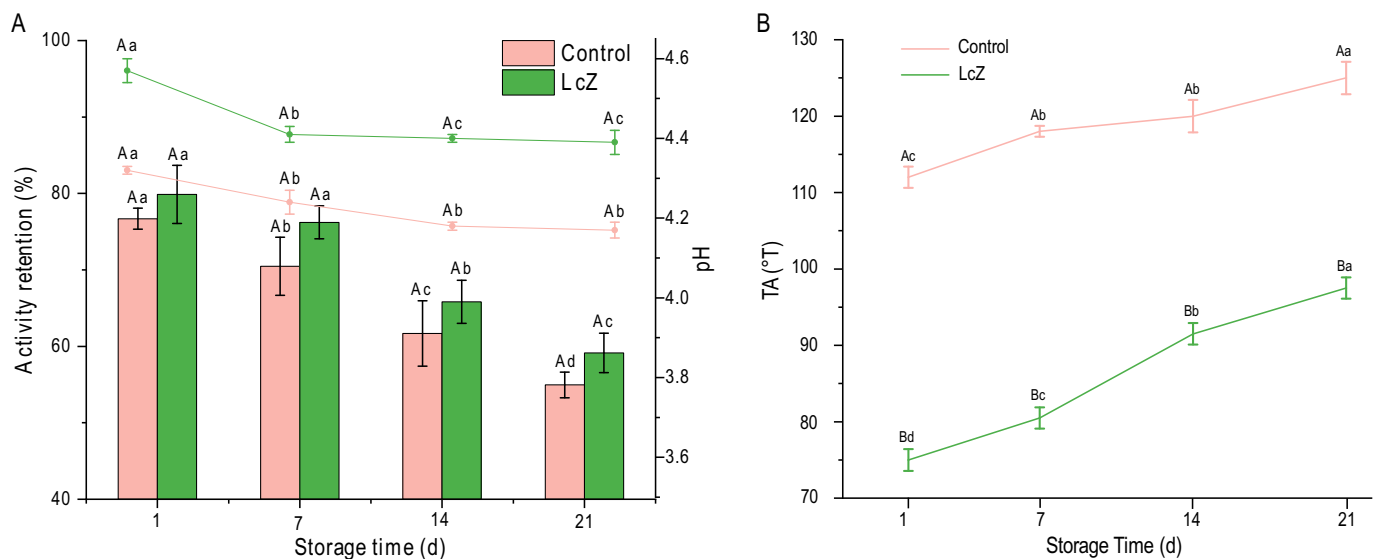 A
Activity retention (%)
100
80
60
40
Control
LcZ
Aa
Ab
Ac
Ac
Aa
Ab
Ab
Ab
Aa
Aa
Ab
Aa
Ac
Ab
Ad
Ac
4.6
4.4
4.2
4.0
3.8
3.6
pH
1 7 14 21
Storage time (d)
B
TA (°T)
130
120
110
100
90
80
70
Control
LcZ
Ac
Ab
Ab
Aa
Bd
Bc
Bb
Ba
1 7 14 21
Storage Time (d)